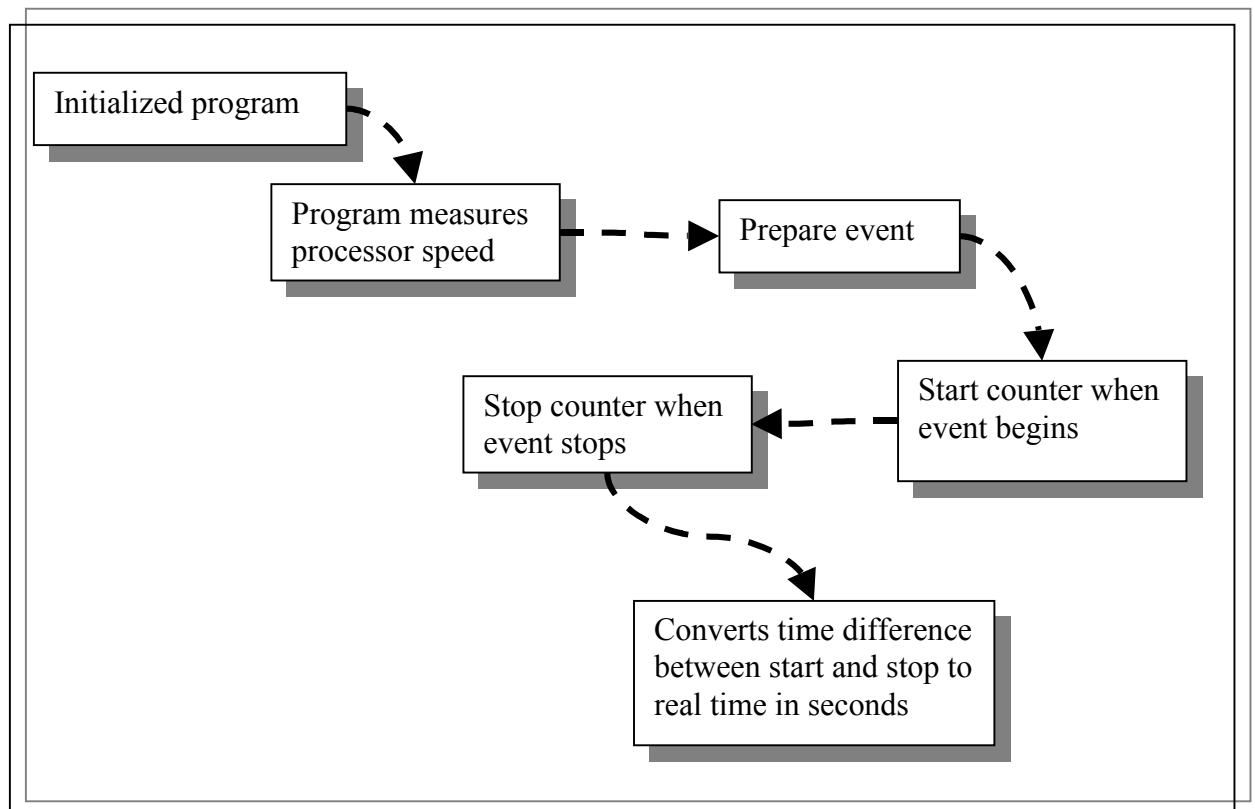 Initialized program
Program measures
processor speed
Prepare event
Start counter when
event begins
Stop counter when
event stops
Converts time difference
between start and stop to
real time in seconds